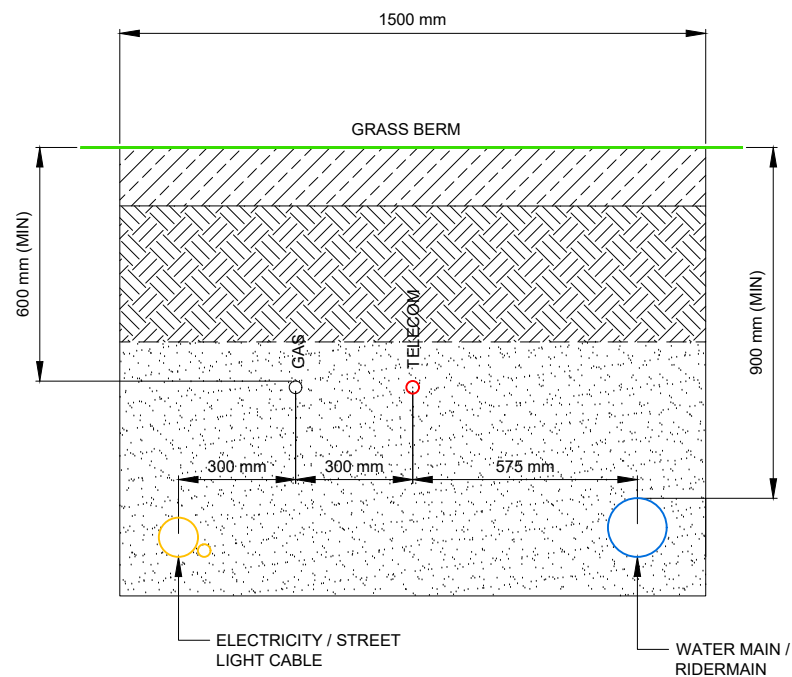 1500 mm
GRASS BERM
600 mm (MIN)
900 mm (MIN)
GAS
TELECOM
300 mm
300 mm
575 mm
ELECTRICITY / STREET
LIGHT CABLE
WATER MAIN /
RIDERMAIN